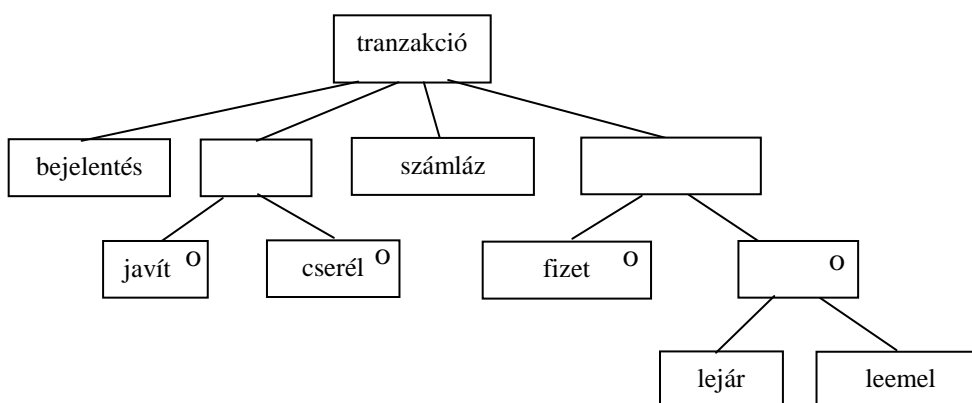 tranzakció
bejelentés
számláz
javít O
cserél O
fizet O
O
lejár
leemel